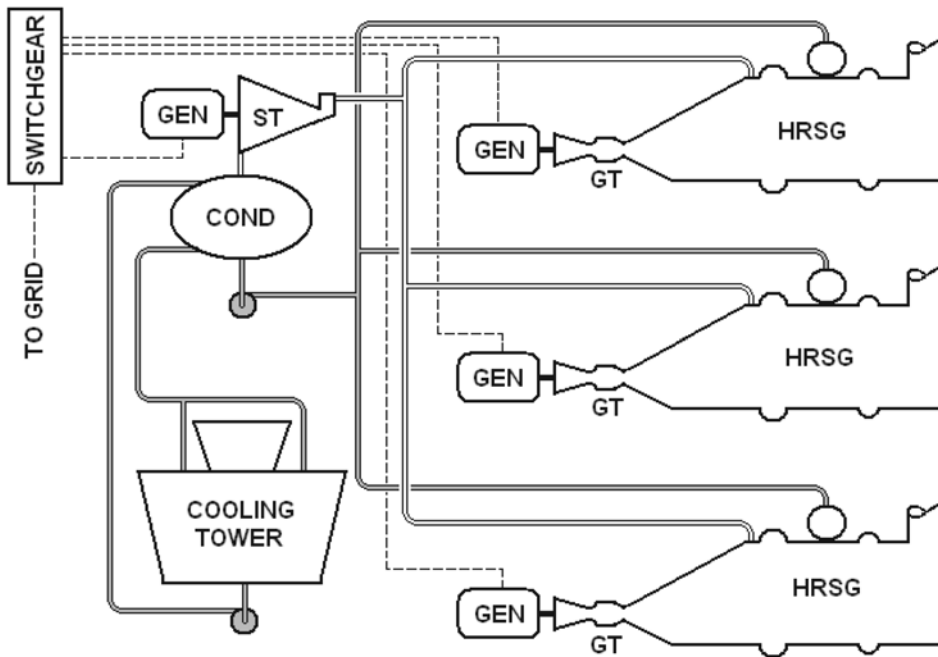 SWITCHGEAR
TO GRID
GEN
ST
COND
COOLING
TOWER
GEN
GT
HRSG
GEN
GT
HRSG
GEN
GT
HRSG